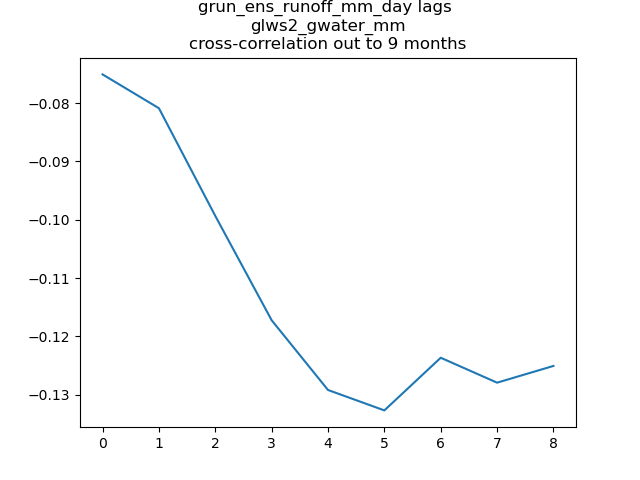 grun_ens_runoff_mm_day lags
glws2_gwater_mm
cross-correlation out to 9 months
−0.08
−0.09
−0.10
−0.11
−0.12
−0.13
0 1 2 3 4 5 6 7 8